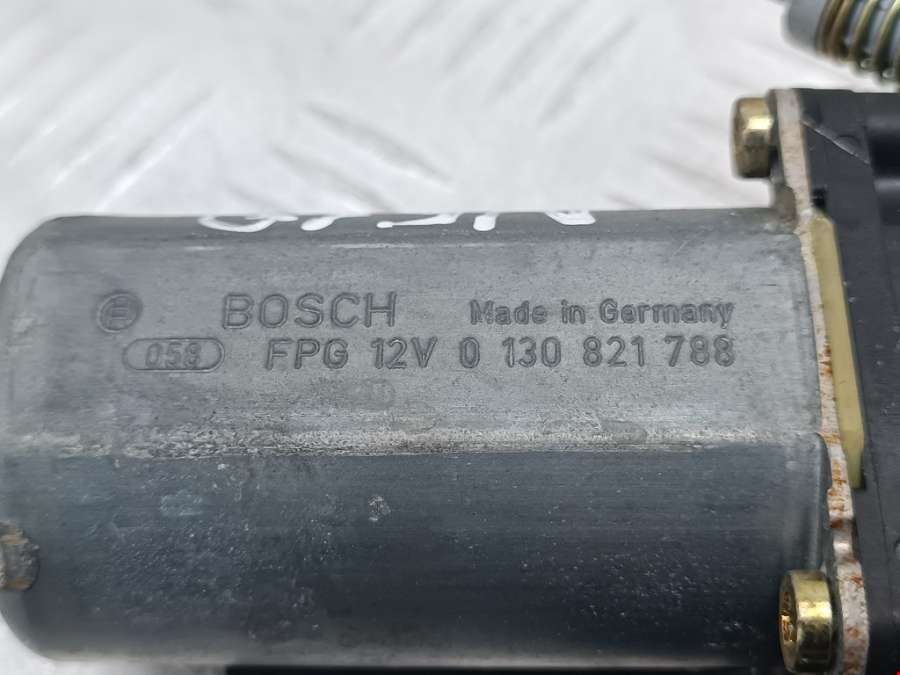 BOSCH Made in Germany
058 FPG 12V 0 130 821 788